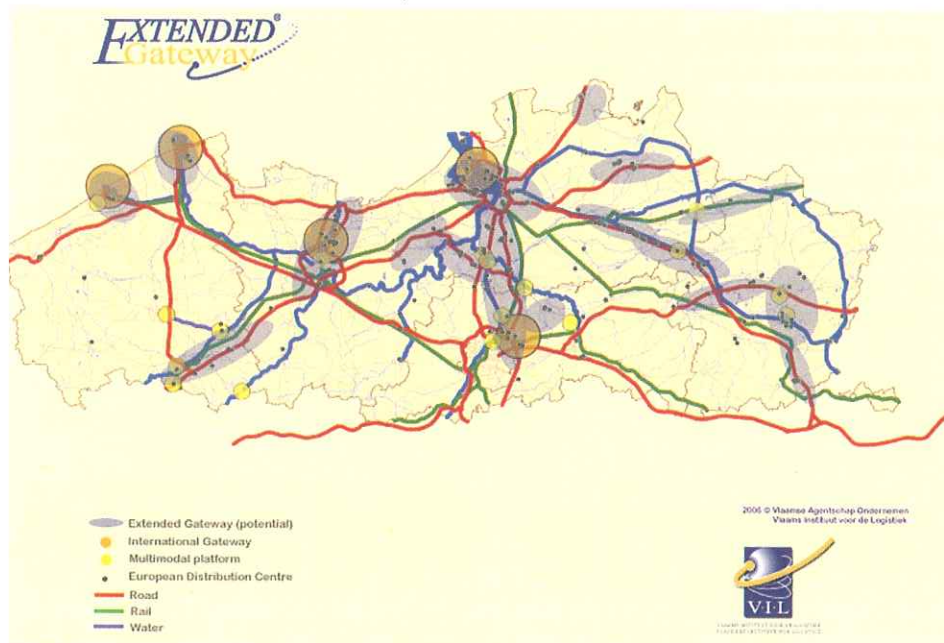 EXTENDED®
Gateway
Extended Gateway (potential)
International Gateway
Multimodal platform
European Distribution Centre
Road
Rail
Water
2006 © Vlaamse Agentschap Ondernemen
Vlaams Instituut voor de Logistiek
V·I·L